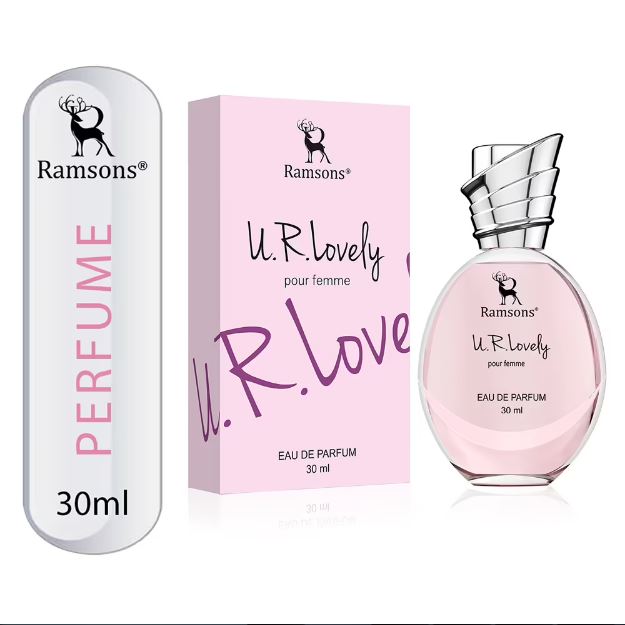 Ramsons®
PERFUME
30ml
Ramsons®
U.R.Lovely
pour femme
U.R.Love
EAU DE PARFUM
30 ml
Ramsons®
U.R.Lovely
pour femme
EAU DE PARFUM
30 ml